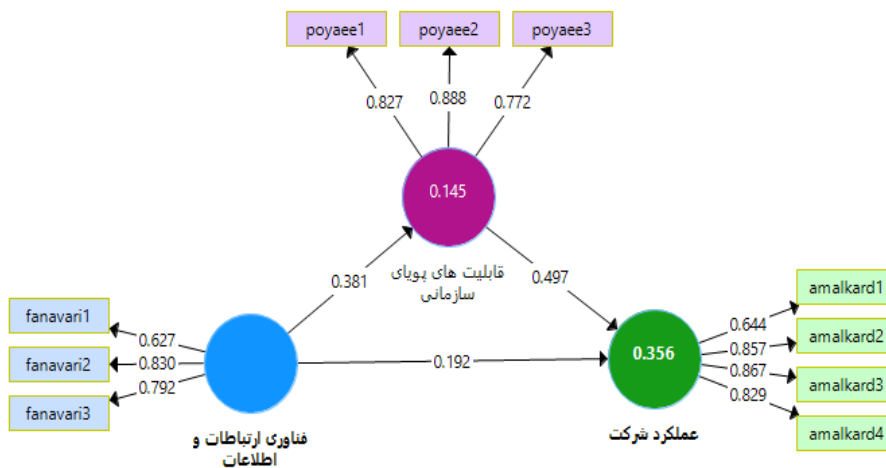 poyaee1
poyaee2
poyaee3
0.827
0.888
0.772
0.145
قابلیت های پویای
سازمانی
0.381
0.497
fanavari1
fanavari2
fanavari3
0.627
0.830
0.792
0.192
0.356
0.644
0.857
0.867
0.829
amalkard1
amalkard2
amalkard3
amalkard4
فناوری ارتباطات و
اطلاعات
عملکرد شرکت